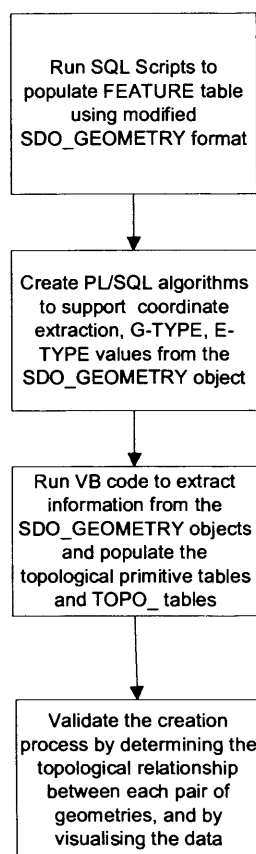 Run SQL Scripts to
populate FEATURE table
using modified
SDO_GEOMETRY format
Create PL/SQL algorithms
to support coordinate
extraction, G-TYPE, E-
TYPE values from the
SDO_GEOMETRY object
Run VB code to extract
information from the
SDO_GEOMETRY objects
and populate the
topological primitive tables
and TOPO_ tables
Validate the creation
process by determining the
topological relationship
between each pair of
geometries, and by
visualising the data